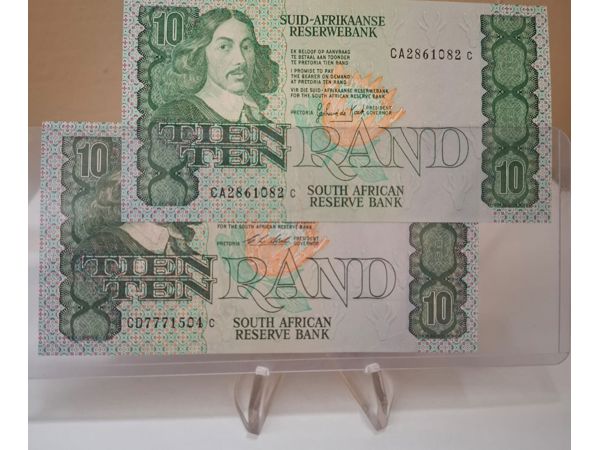 10
SUID-AFRIKAANSE
RESERWEBANK
EK BELOOF OP AANVRAAG
TE BETAAL AAN TOONDER
TE PRETORIA TIEN RAND
I PROMISE TO PAY
THE BEARER ON DEMAND
AT PRETORIA TEN RAND
VIR DIE SUID-AFRIKAANSE RESERWEBANK
FOR THE SOUTH AFRICAN RESERVE BANK
PRETORIA
PRESIDENT
GOVERNOR
CA2861082 C
TIEN
TEN
RAND
CA2861082 C
SOUTH AFRICAN
RESERVE BANK
10
10
FOR THE SOUTH AFRICAN RESERVE BANK
PRETORIA
PRESIDENT
GOVERNOR
TIEN
TEN
RAND
CD7771504 C
SOUTH AFRICAN
RESERVE BANK
10